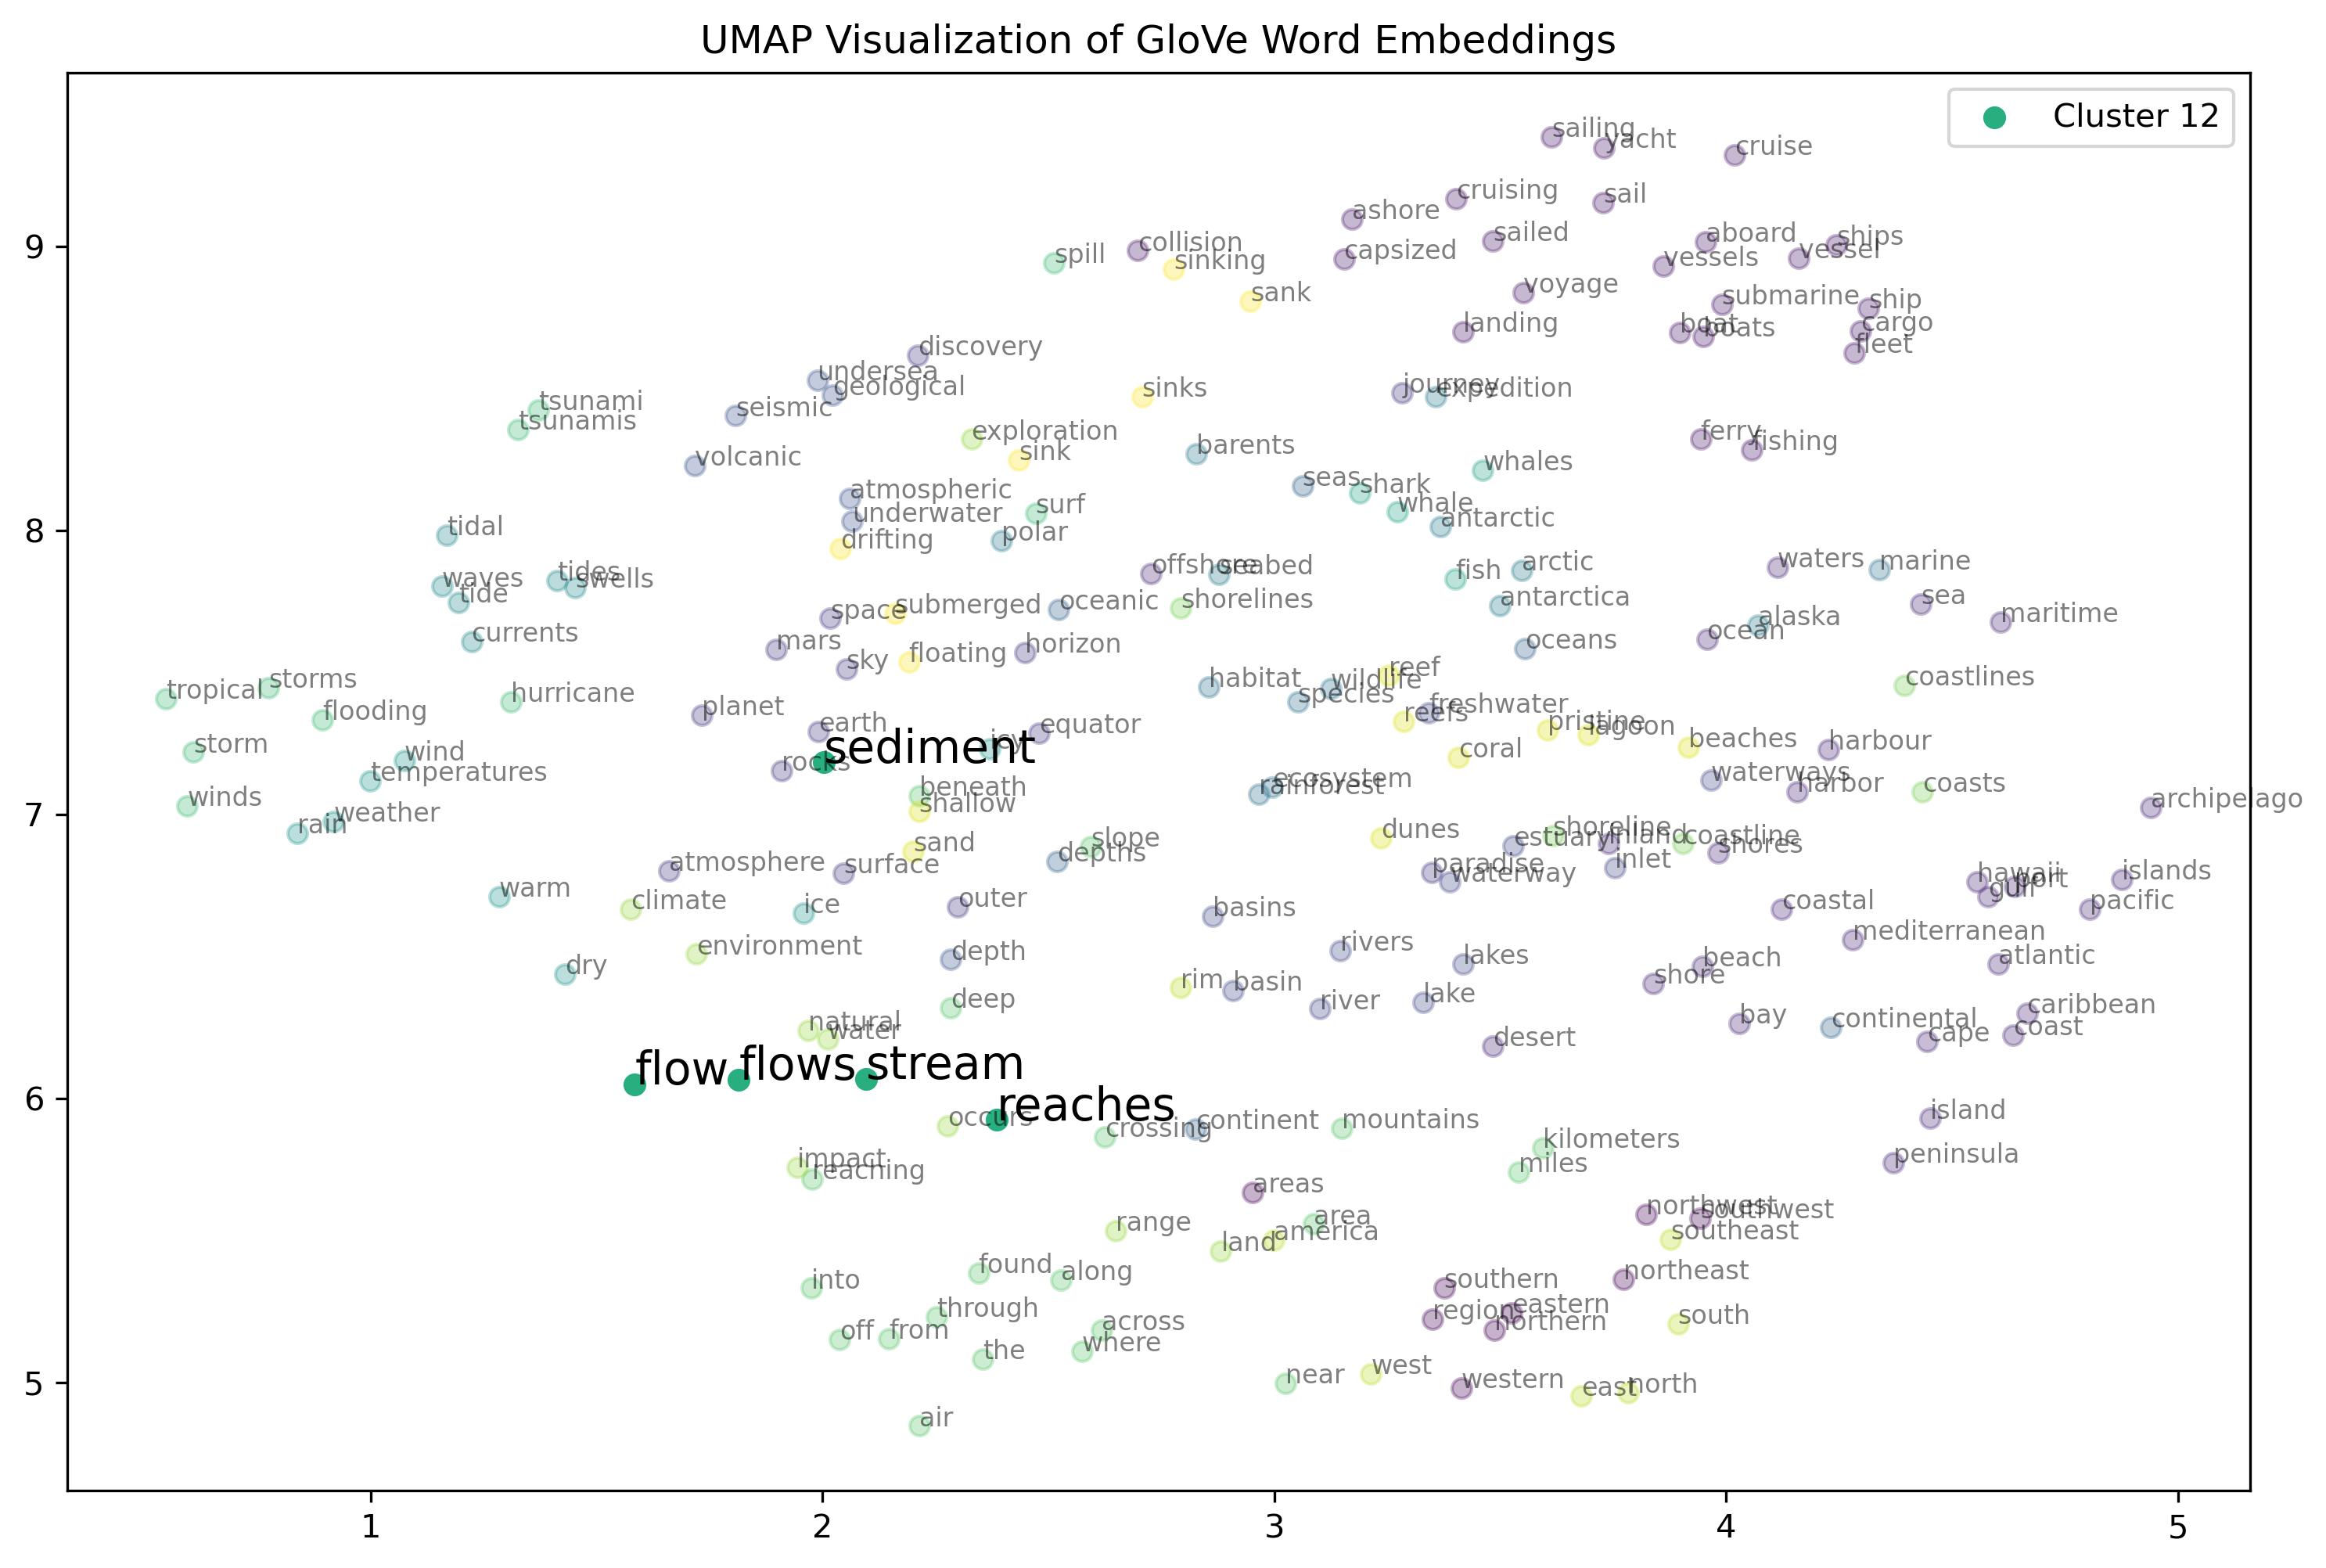 UMAP Visualization of GloVe Word Embeddings
Cluster 12
sailing
yacht
cruise
cruising
sail
ashore
sailed
aboard
ships
collision
capsized
vessel
spill
sinking
vessels
voyage
sank
submarine
ship
landing
boat
boats
cargo
fleet
discovery
undersea
geological
journey
expedition
sinks
tsunami
seismic
tsunamis
exploration
ferry
fishing
sink
barents
volcanic
whales
seas
shark
atmospheric
whale
surf
underwater
antarctic
tidal
polar
drifting
offshore
seabed
waters
marine
waves
tides
swells
fish
arctic
tide
submerged
oceanic
shorelines
antarctica
sea
space
maritime
currents
mars
ocean
alaska
sky
floating
horizon
oceans
tropical
storms
hurricane
habitat
wildlife
reef
species
coastlines
flooding
planet
reefs
freshwater
earth
equator
pristine
lagoon
storm
wind
sediment
icy
coral
beaches
harbour
temperatures
rocks
ecosystem
rainforest
waterways
harbor
coasts
winds
beneath
shallow
archipelago
rain
weather
sand
slope
depths
dunes
estuary
shoreline
inland
coastline
shores
atmosphere
surface
paradise
waterway
inlet
warm
climate
ice
outer
hawaii
port
gulf
islands
basins
coastal
pacific
environment
depth
rivers
lakes
mediterranean
dry
beach
atlantic
deep
rim
basin
river
lake
shore
natural
water
bay
continental
caribbean
cape
coast
desert
flow
flows
stream
reaches
occurs
crossing
continent
mountains
island
kilometers
impact
reaching
miles
peninsula
areas
northwest
southwest
range
land
america
area
southeast
into
found
along
southern
northeast
through
region
eastern
northern
south
off
from
the
across
where
near
west
western
east
north
air
9
8
7
6
5
1
2
3
4
5